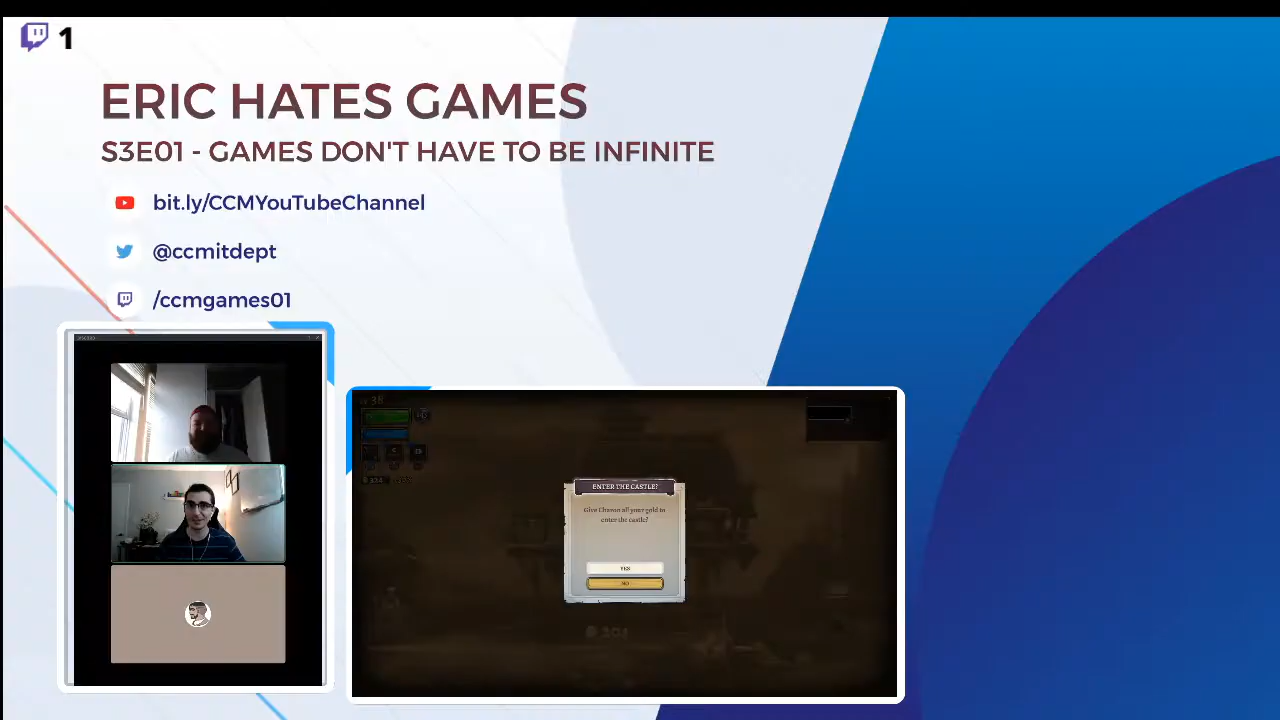 1
ERIC HATES GAMES
S3E01 - GAMES DON'T HAVE TO BE INFINITE
bit.ly/CCMYouTubeChannel
@ccmitdept
/ccmgames01
38
ENTER THE CASTLE?
Give Charon all your gold to
enter the castle?
YES
NO